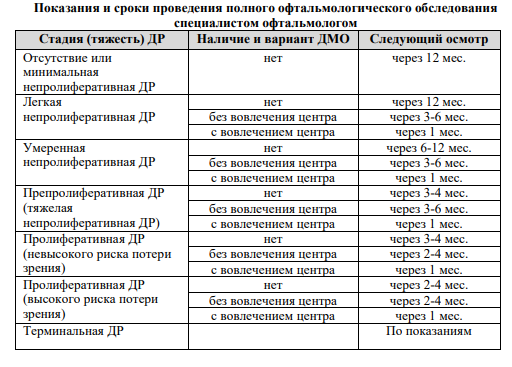 Показания и сроки проведения полного офтальмологического обследования
специалистом офтальмологом
Стадия (тяжесть) ДР Наличие и вариант ДМО Следующий осмотр
Отсутствие или нет через 12 мес.
минимальная
непролиферативная ДР
Легкая нет через 12 мес.
непролиферативная ДР без вовлечения центра через 3-6 мес.
с вовлечением центра через 1 мес.
Умеренная нет через 6-12 мес.
непролиферативная ДР без вовлечения центра через 3-6 мес.
с вовлечением центра через 1 мес.
Препролиферативная ДР нет через 3-4 мес.
(тяжелая без вовлечения центра через 3-6 мес.
непролиферативная ДР) с вовлечением центра через 1 мес.
Пролиферативная ДР нет через 3-4 мес.
(невысокого риска потери без вовлечения центра через 2-4 мес.
зрения) с вовлечением центра через 1 мес.
Пролиферативная ДР нет через 2-4 мес.
(высокого риска потери без вовлечения центра через 2-4 мес.
зрения) с вовлечением центра через 1 мес.
Терминальная ДР По показаниям